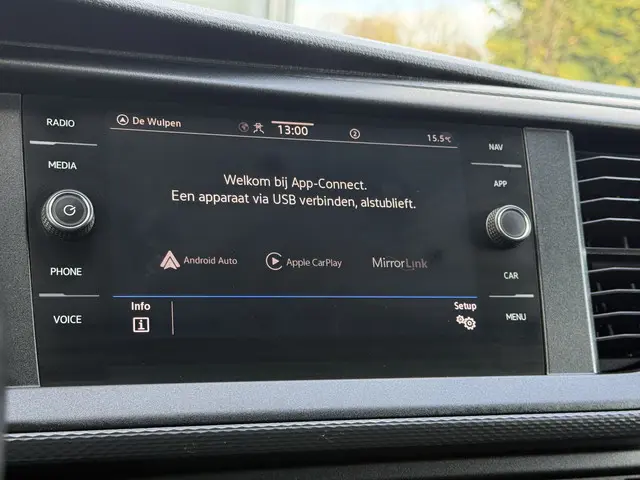 RADIO
MEDIA
PHONE
VOICE
De Wulpen
13:00
2
15.5°C
Welkom bij App-Connect.
Een apparaat via USB verbinden, alstublieft.
Android Auto
Apple CarPlay
MirrorLink
Info
i
Setup
NAV
APP
CAR
MENU